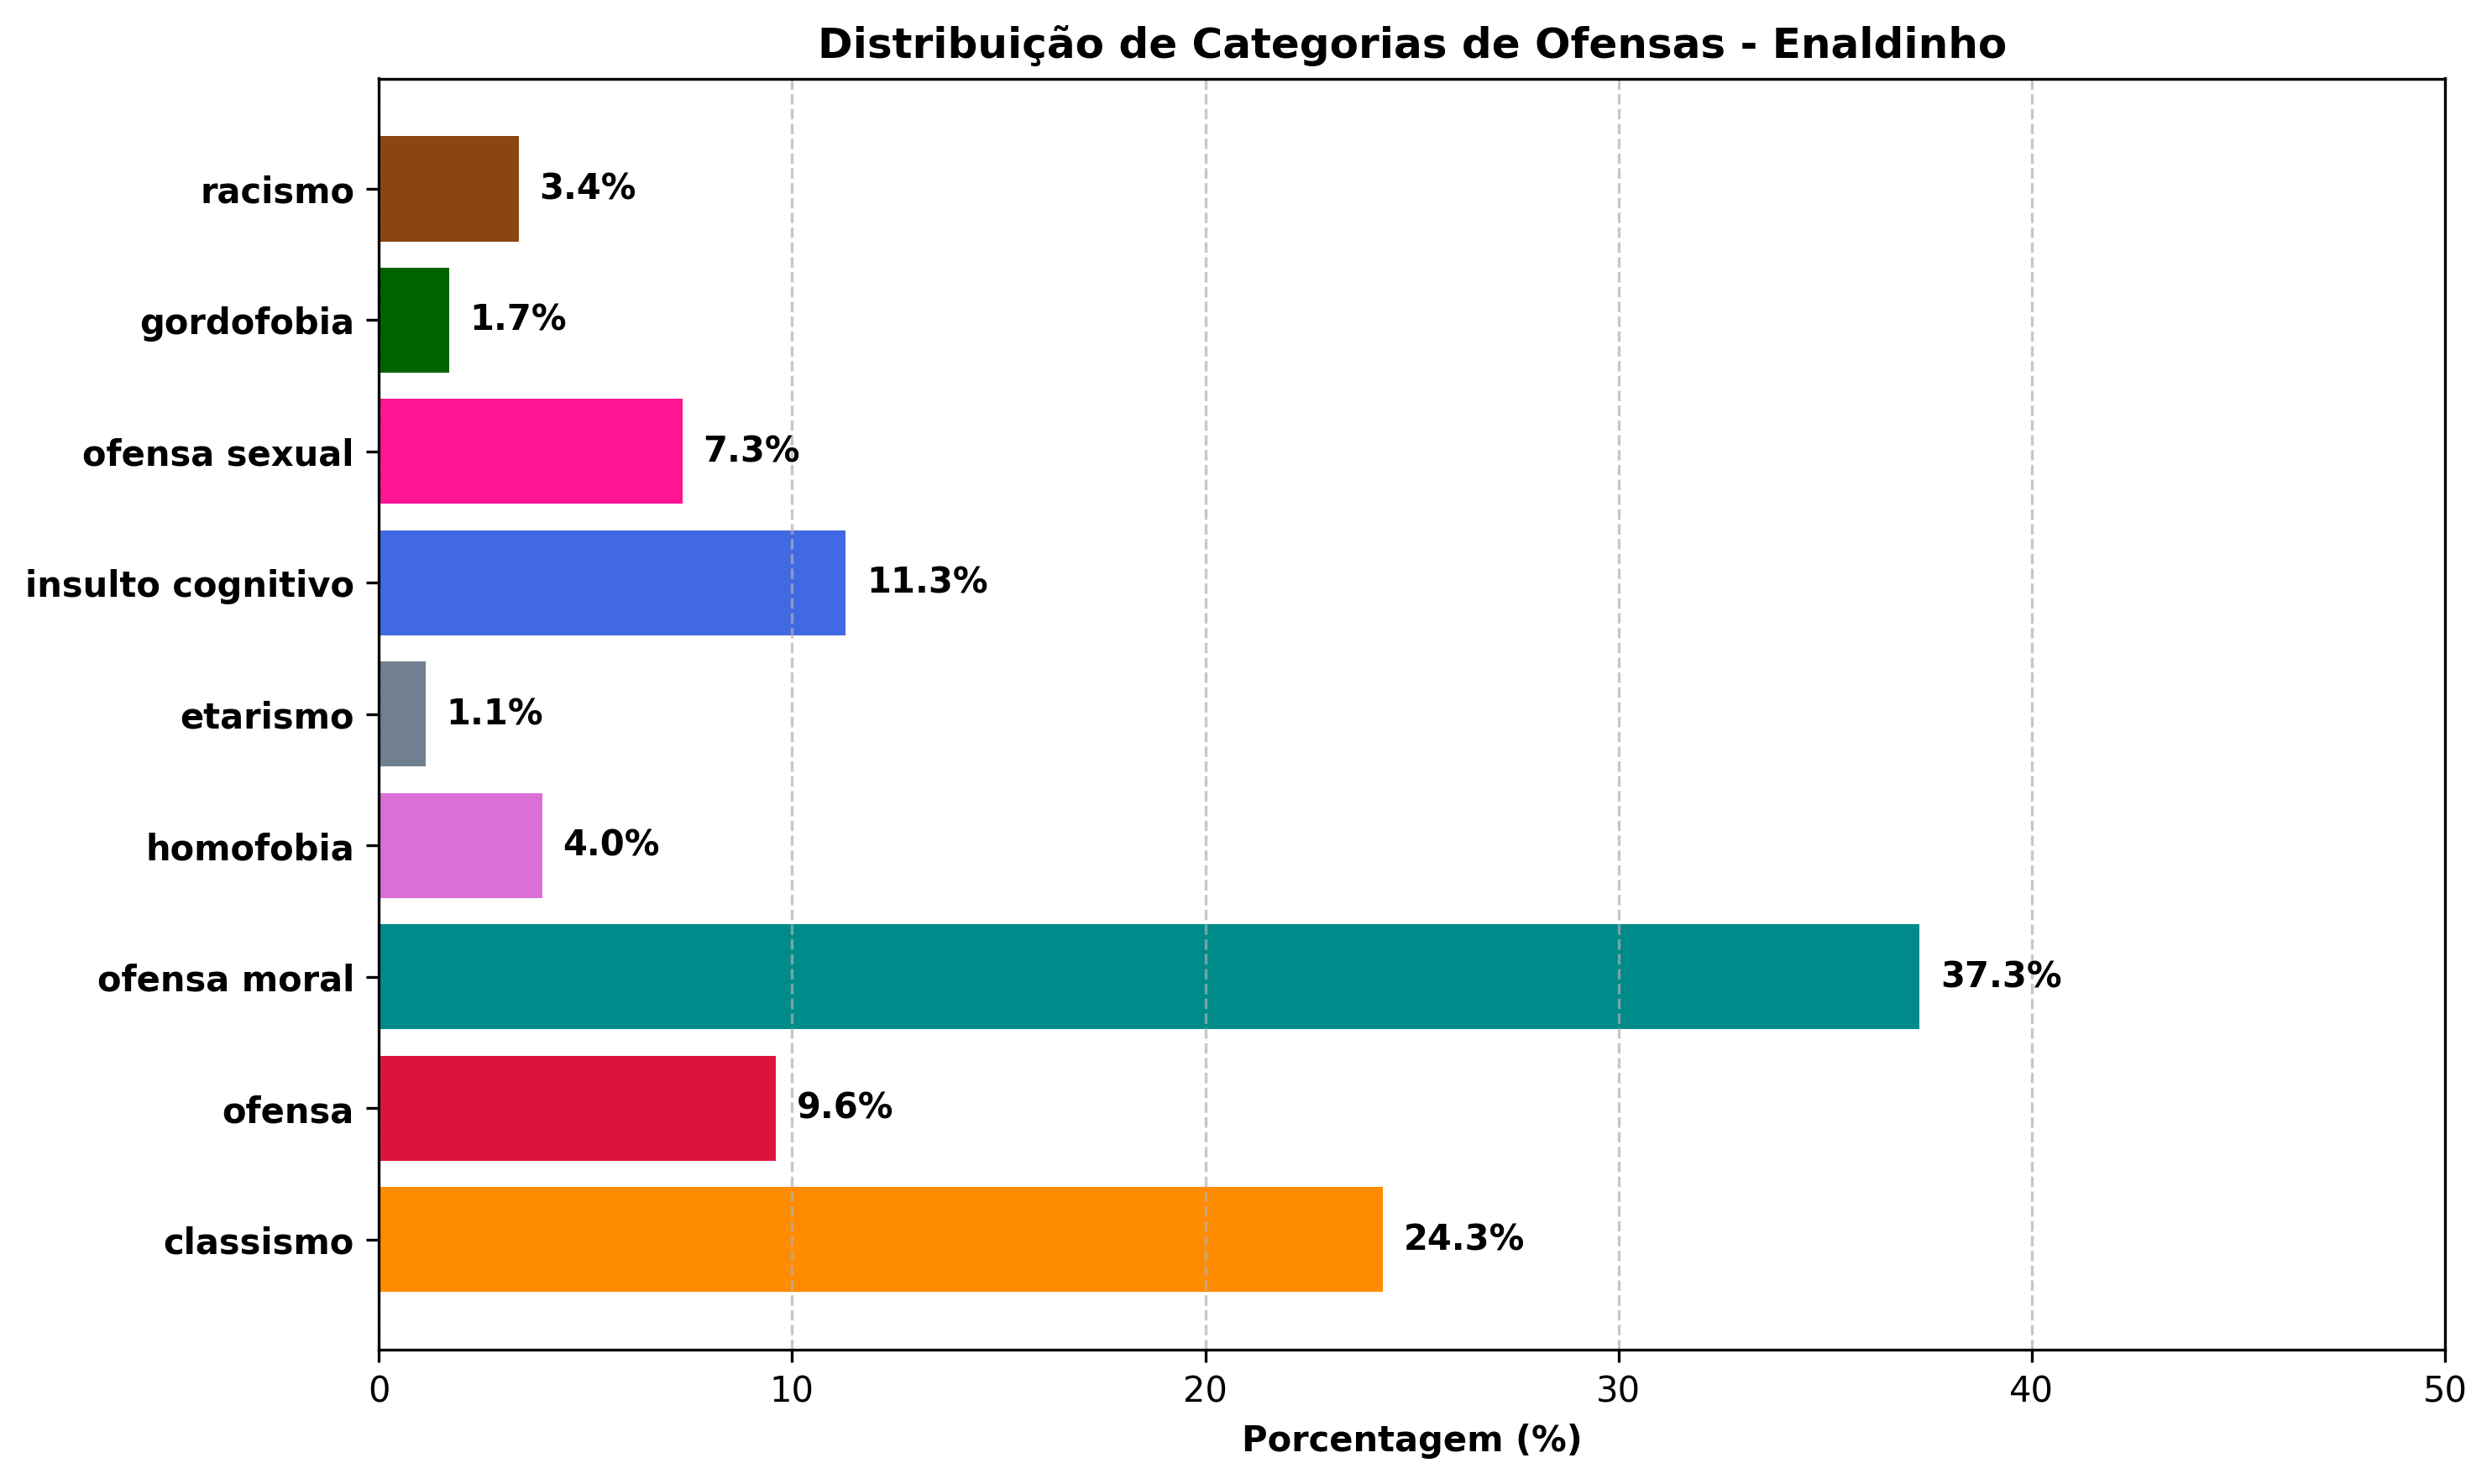 Distribuição de Categorias de Ofensas - Enaldinho
racismo 3.4%
gordofobia 1.7%
ofensa sexual 7.3%
insulto cognitivo 11.3%
etarismo 1.1%
homofobia 4.0%
ofensa moral 37.3%
ofensa 9.6%
classismo 24.3%
0 10 20 30 40 50
Porcentagem (%)